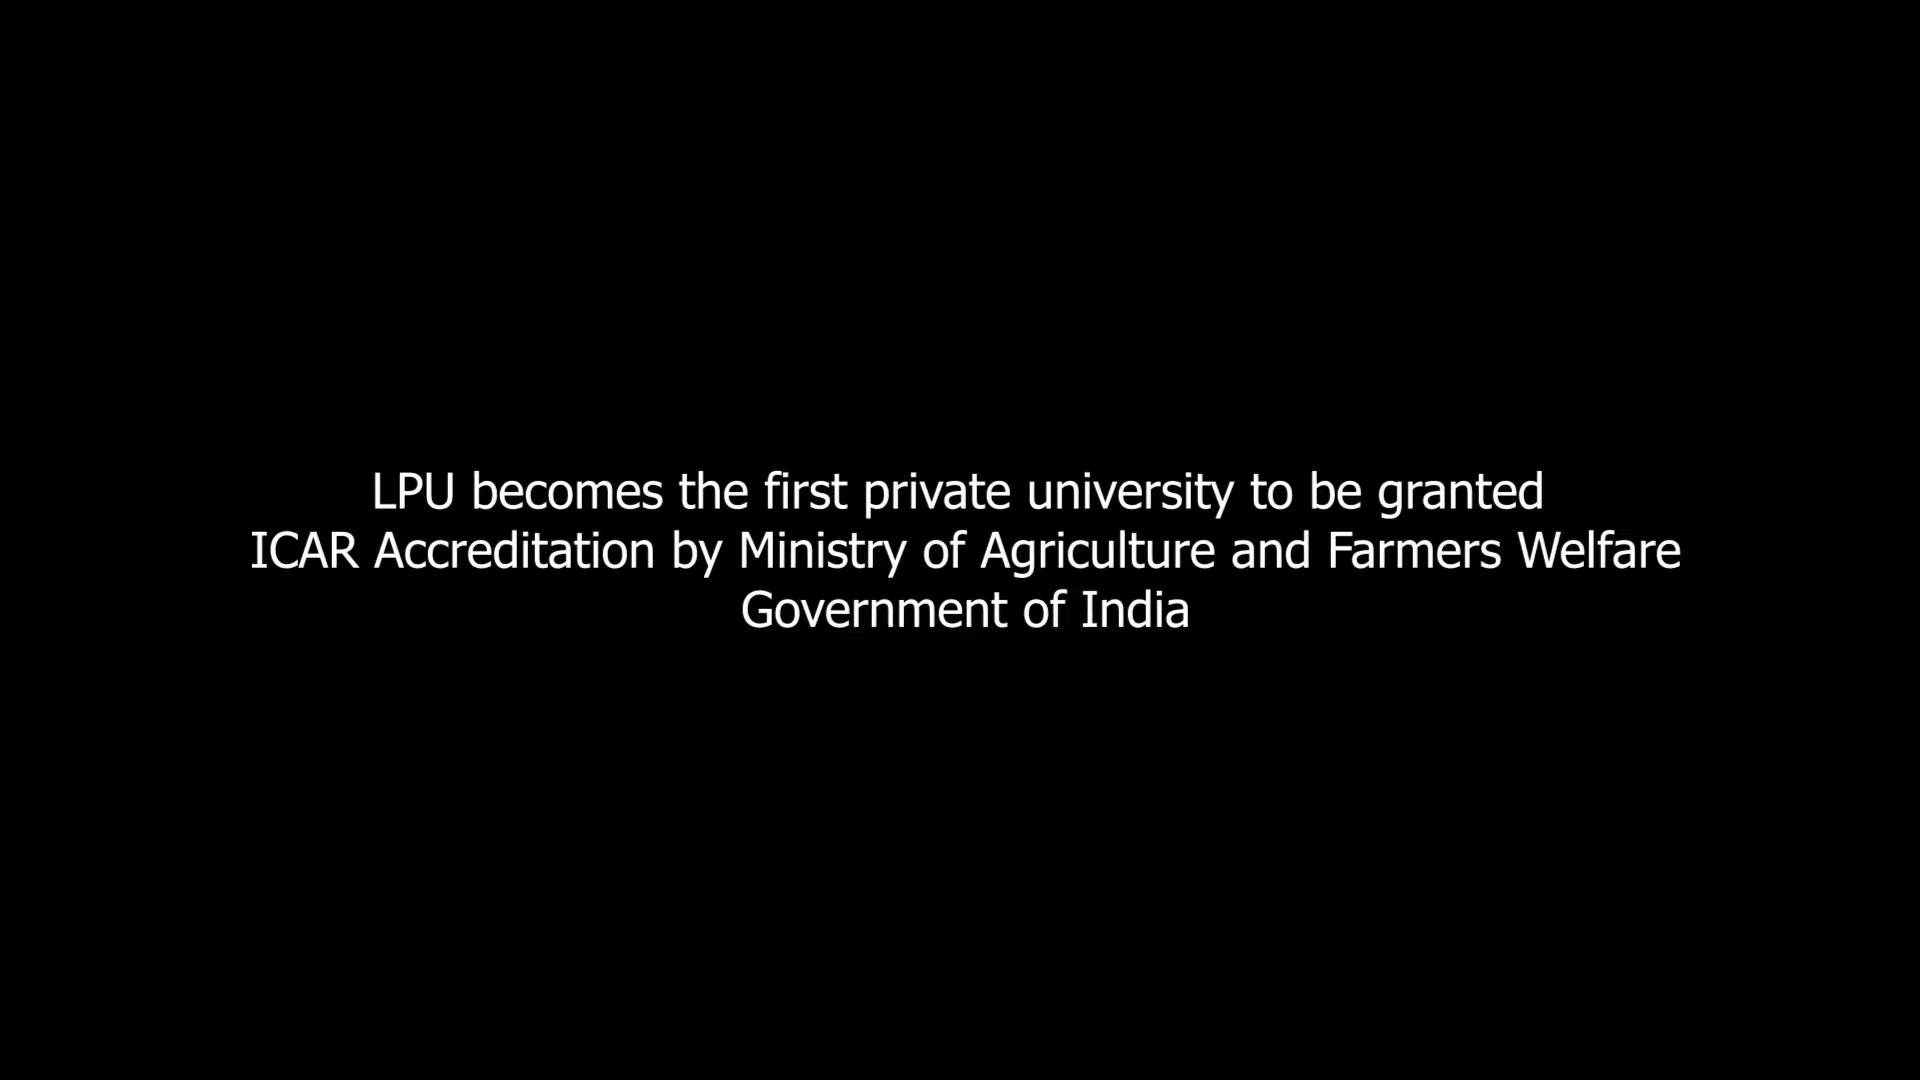 LPU becomes the first private university to be granted
ICAR Accreditation by Ministry of Agriculture and Farmers Welfare
Government of India